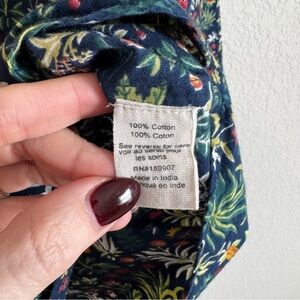 100% Cotton
100% Coton
See reverse for care
voir au verso pour
les soins
RN#159907
Made in India
ique en Inde